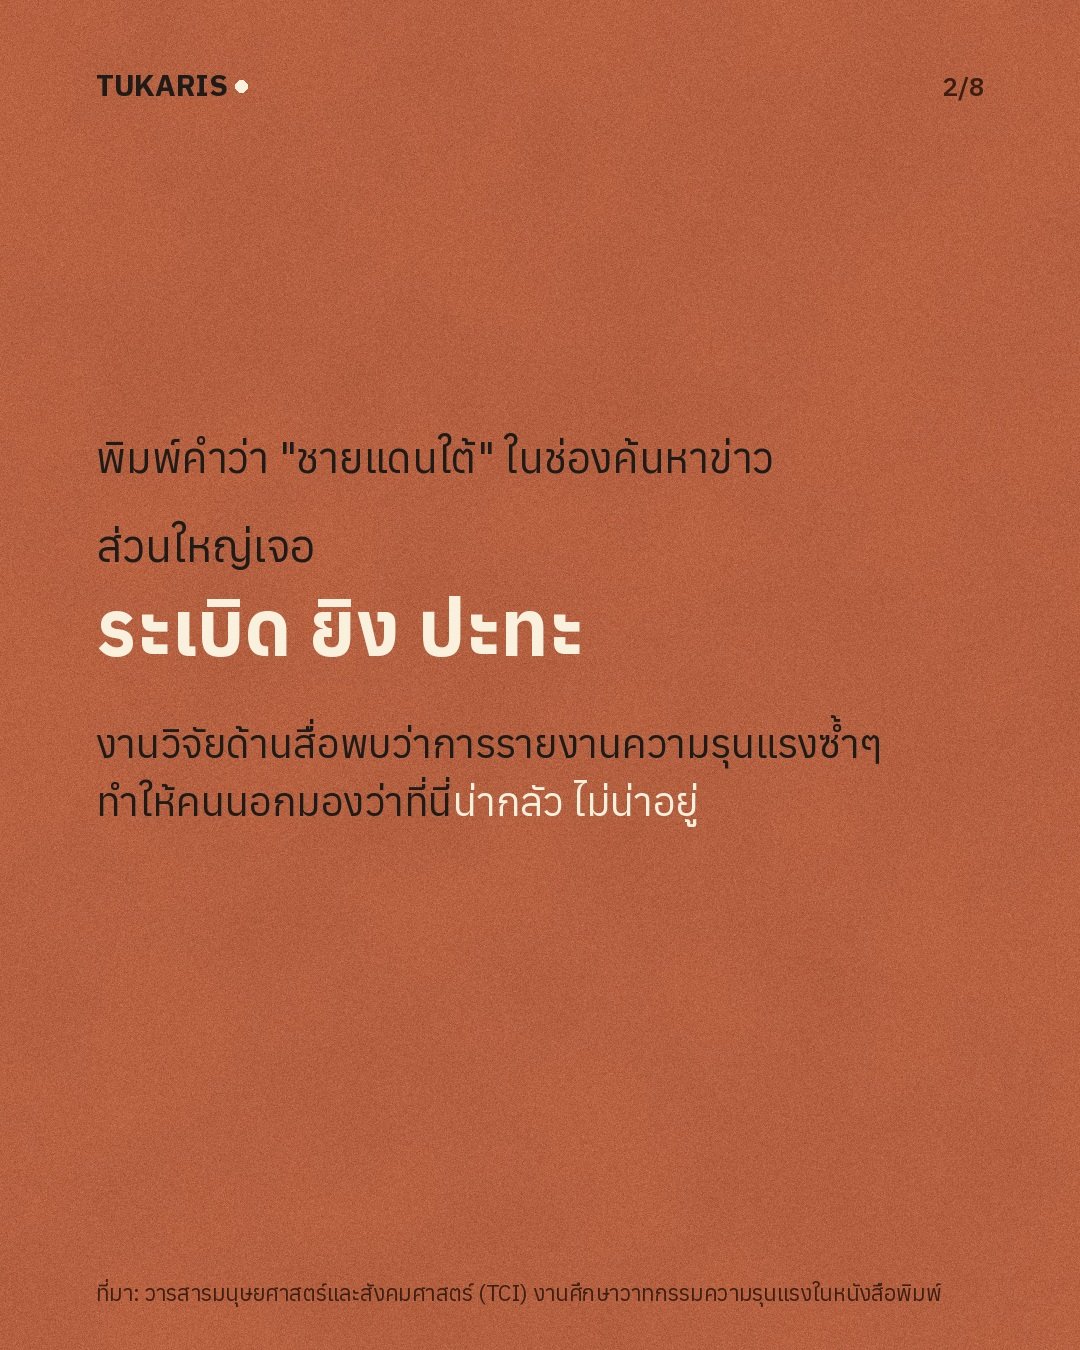 TUKARIS
2/8
พิมพ์คำว่า "ชายแดนใต้" ในช่องค้นหาข่าว
ส่วนใหญ่เจอ
ระเบิด ยิง ปะทะ
งานวิจัยด้านสื่อพบว่าการรายงานความรุนแรงซ้ำๆ
ทำให้คนนอกมองว่าที่นี่น่ากลัว ไม่น่าอยู่
ที่มา: วารสารมนุษยศาสตร์และสังคมศาสตร์ (TCI) งานศึกษาวาทกรรมความรุนแรงในหนังสือพิมพ์